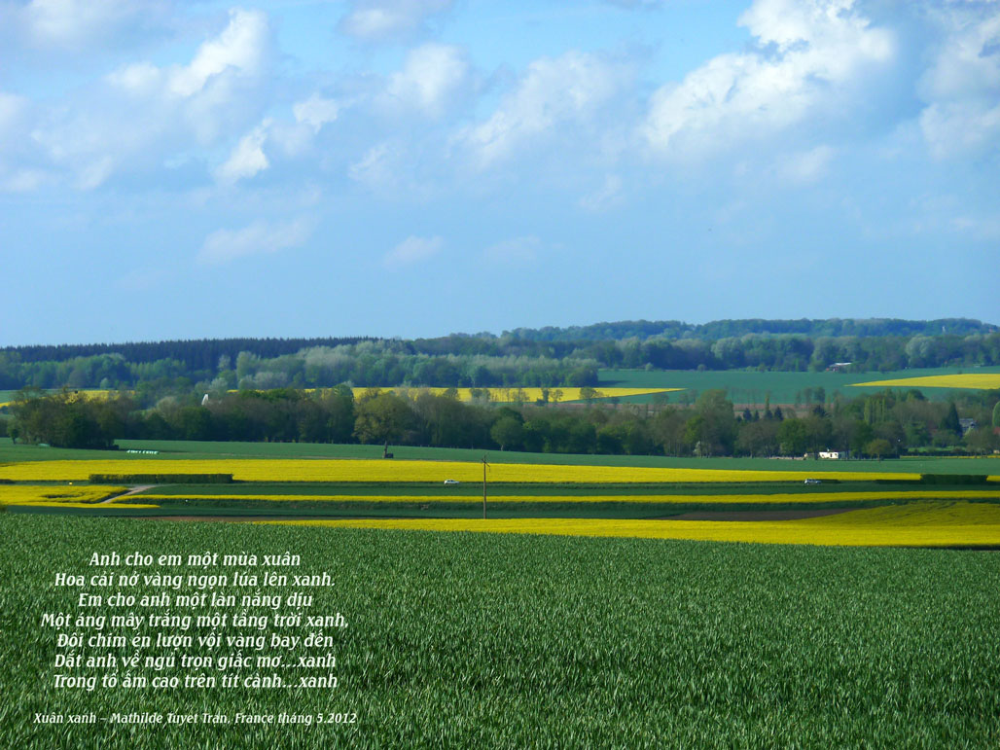 Anh cho em một mùa xuân
Hoa cải nở vàng ngọn lúa lên xanh.
Em cho anh một làn nắng dịu
Một áng mây trắng một tầng trời xanh,
Đôi chim én lượn vội vàng bay đến
Dắt anh về ngủ trọn giấc mơ...xanh
Trong tổ ấm cao trên tít cành...xanh
Xuân xanh – Mathilde Tuyet Tran, France tháng 5.2012